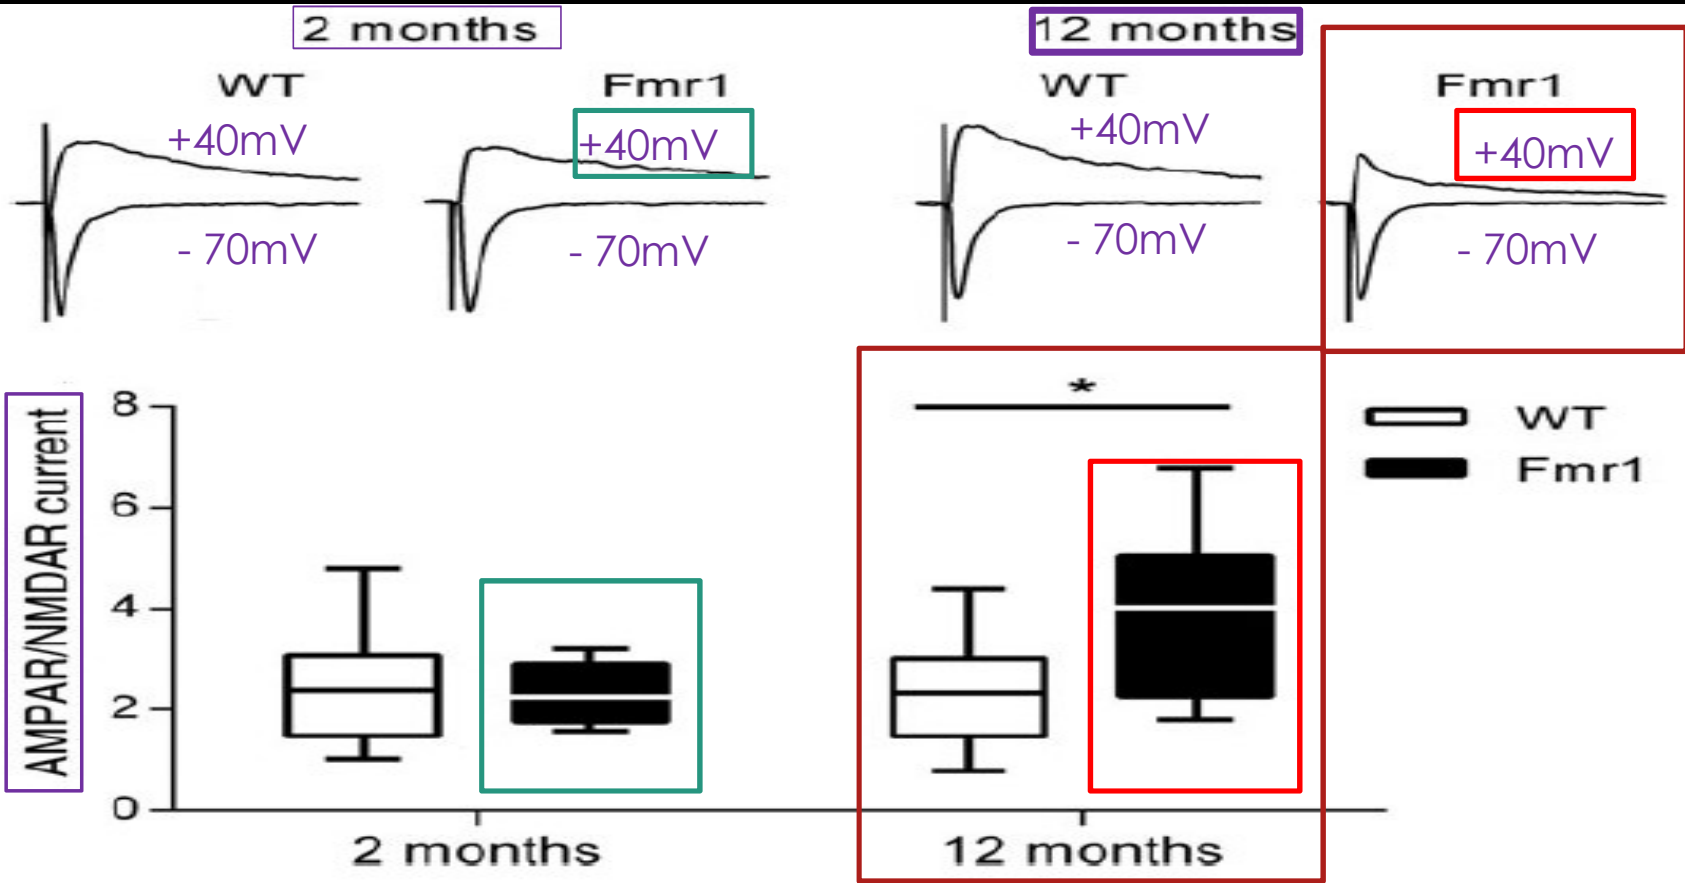 2 months
12 months
WT
Fmr1
WT
Fmr1
+40mV
+40mV
+40mV
+40mV
- 70mV
- 70mV
- 70mV
- 70mV
AMPAR/NMDAR current
8
6
4
2
0
*
WT
Fmr1
2 months
12 months